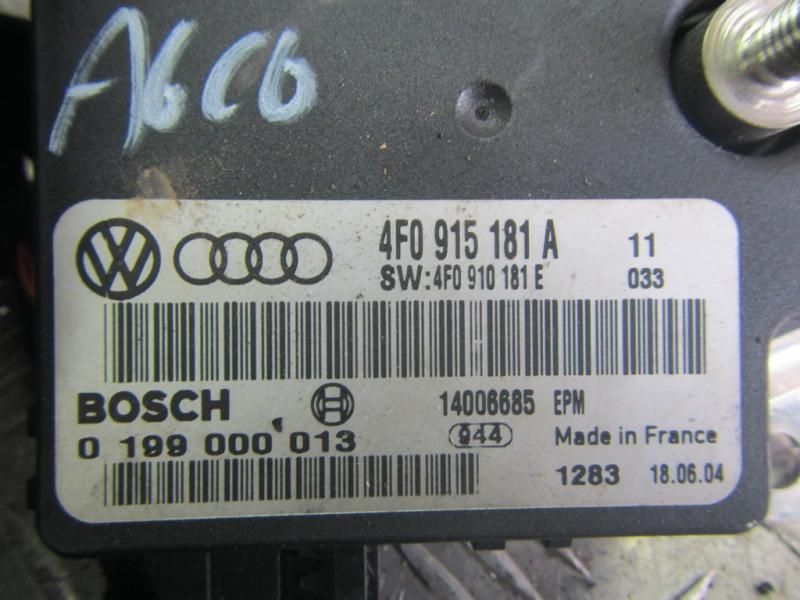 A6C6
4F0 915 181 A 11
SW:4F0 910 181 E 033
BOSCH 14006685 EPM
0 199 000 013 944 Made in France
1283 18.06.04